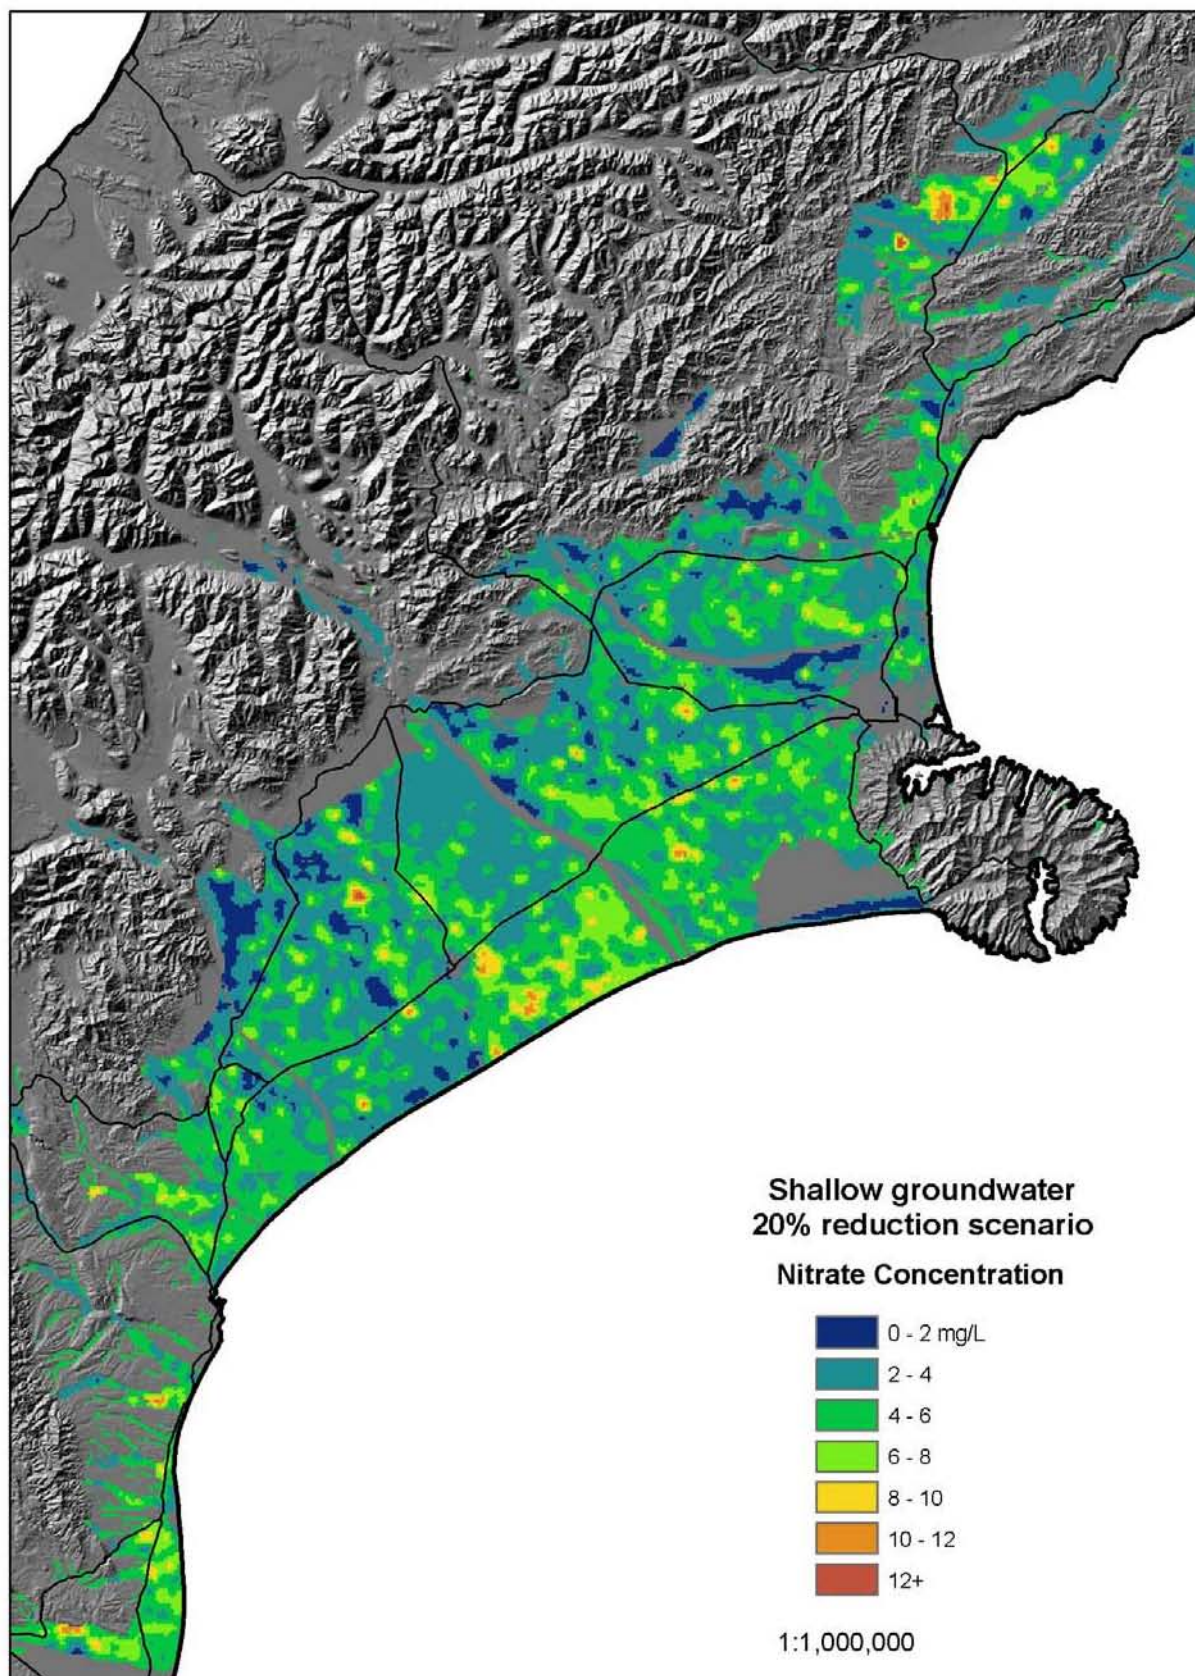 Shallow groundwater
20% reduction scenario
Nitrate Concentration
0 - 2 mg/L
2 - 4
4 - 6
6 - 8
8 - 10
10 - 12
12+
1:1,000,000